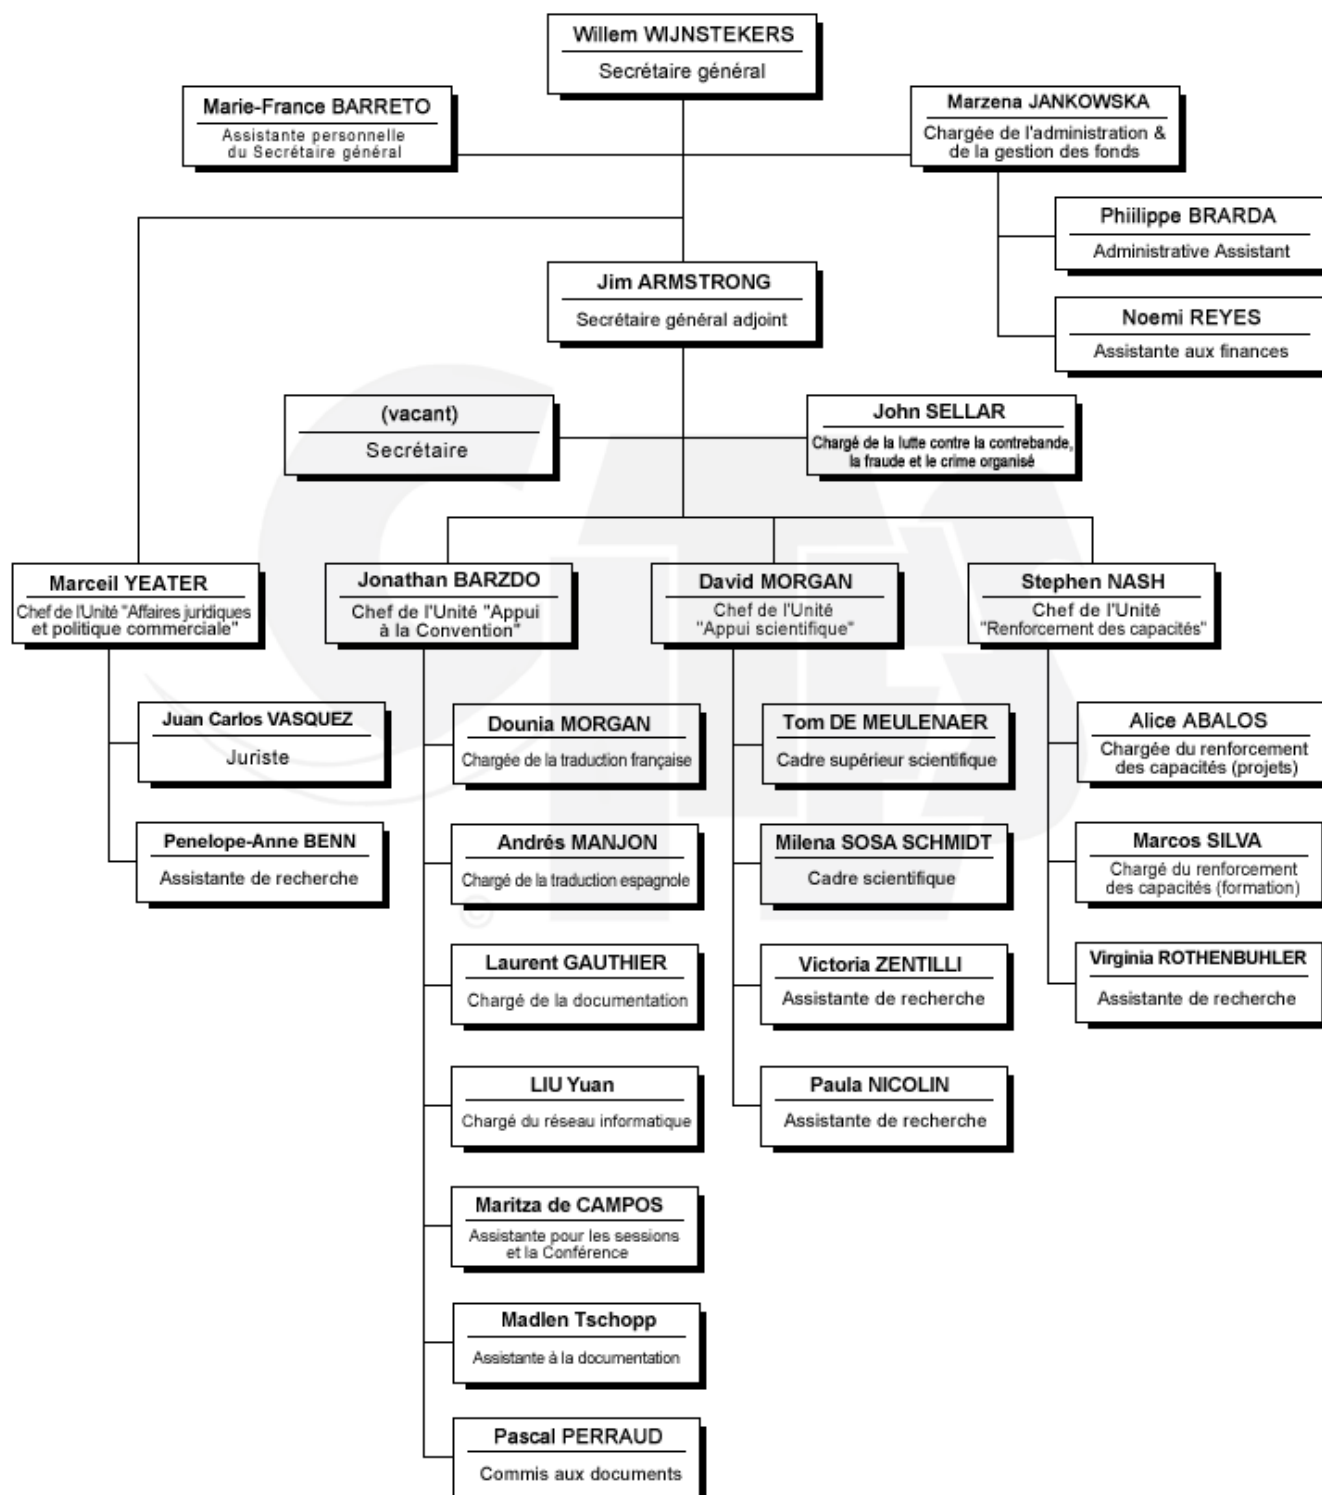 Willem WIJNSTEKERS
Secrétaire général
Marie-France BARRETO
Assistante personnelle
du Secrétaire général
Marzena JANKOWSKA
Chargée de l'administration &
de la gestion des fonds
Phiilippe BRARDA
Administrative Assistant
Noemi REYES
Assistante aux finances
Jim ARMSTRONG
Secrétaire général adjoint
(vacant)
Secrétaire
John SELLAR
Chargé de la lutte contre la contrebande,
la fraude et le crime organisé
Marceil YEATER
Chef de l'Unité "Affaires juridiques
et politique commerciale"
Jonathan BARZDO
Chef de l'Unité "Appui
à la Convention"
David MORGAN
Chef de l'Unité
"Appui scientifique"
Stephen NASH
Chef de l'Unité
"Renforcement des capacités"
Juan Carlos VASQUEZ
Juriste
Penelope-Anne BENN
Assistante de recherche
Dounia MORGAN
Chargée de la traduction française
Andrés MANJON
Chargé de la traduction espagnole
Laurent GAUTHIER
Chargé de la documentation
LIU Yuan
Chargé du réseau informatique
Maritza de CAMPOS
Assistante pour les sessions
et la Conférence
Madlen Tschopp
Assistante à la documentation
Pascal PERRAUD
Commis aux documents
Tom DE MEULENAER
Cadre supérieur scientifique
Milena SOSA SCHMIDT
Cadre scientifique
Victoria ZENTILLI
Assistante de recherche
Paula NICOLIN
Assistante de recherche
Alice ABALOS
Chargée du renforcement
des capacités (projets)
Marcos SILVA
Chargé du renforcement
des capacités (formation)
Virginia ROTHENBUHLER
Assistante de recherche
CITES
©